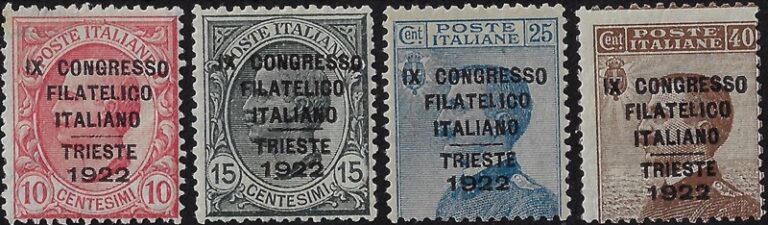 POSTE ITALIANE
IX CONGRESSO
FILATELICO
ITALIANO
TRIESTE
1922
10 CENTESIMI 10
POSTE ITALIANE
IX CONGRESSO
FILATELICO
ITALIANO
TRIESTE
1922
15 CENTESIMI 15
Cent. POSTE ITALIANE 25
IX CONGRESSO
FILATELICO
ITALIANO
TRIESTE
1922
Cent. POSTE ITALIANE 40
IX CONGRESSO
FILATELICO
ITALIANO
TRIESTE
1922